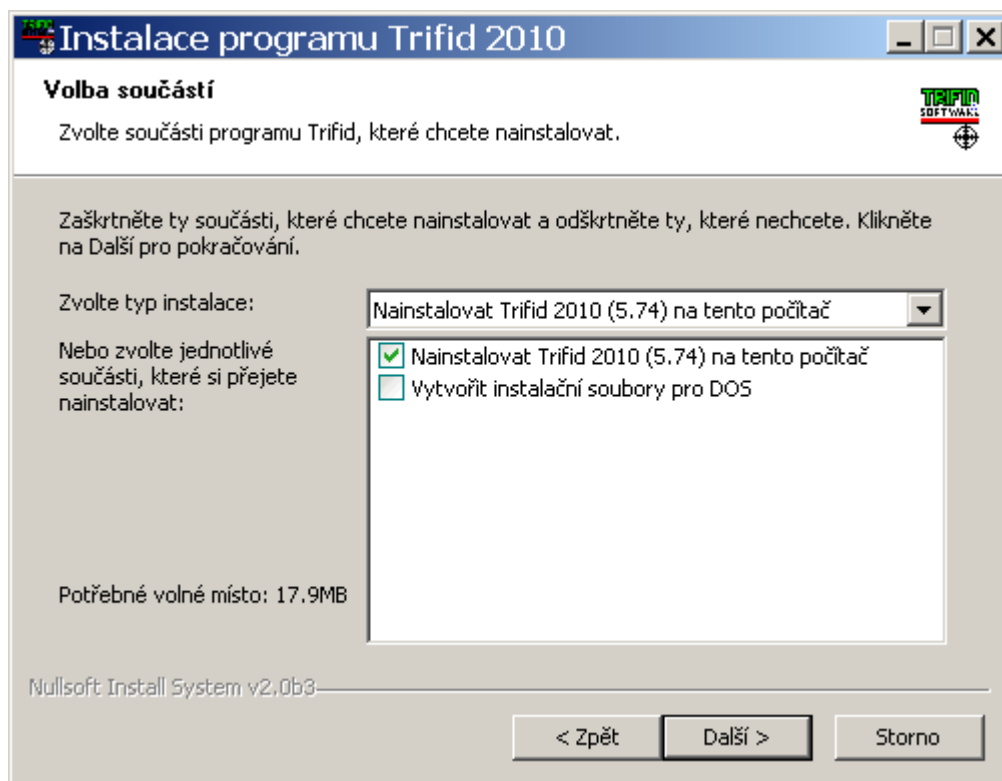 Instalace programu Trifid 2010
Volba součástí
Zvolte součásti programu Trifid, které chcete nainstalovat.
TRIFID
SOFTWARE
Zaškrtněte ty součásti, které chcete nainstalovat a odškrtněte ty, které nechcete. Klikněte
na Další pro pokračování.
Zvolte typ instalace:
Nainstalovat Trifid 2010 (5.74) na tento počítač
Nebo zvolte jednotlivé
součásti, které si přejete
nainstalovat:
Nainstalovat Trifid 2010 (5.74) na tento počítač
Vytvořit instalační soubory pro DOS
Potřebné volné místo: 17.9MB
Nullsoft Install System v2.0b3
< Zpět
Další >
Storno